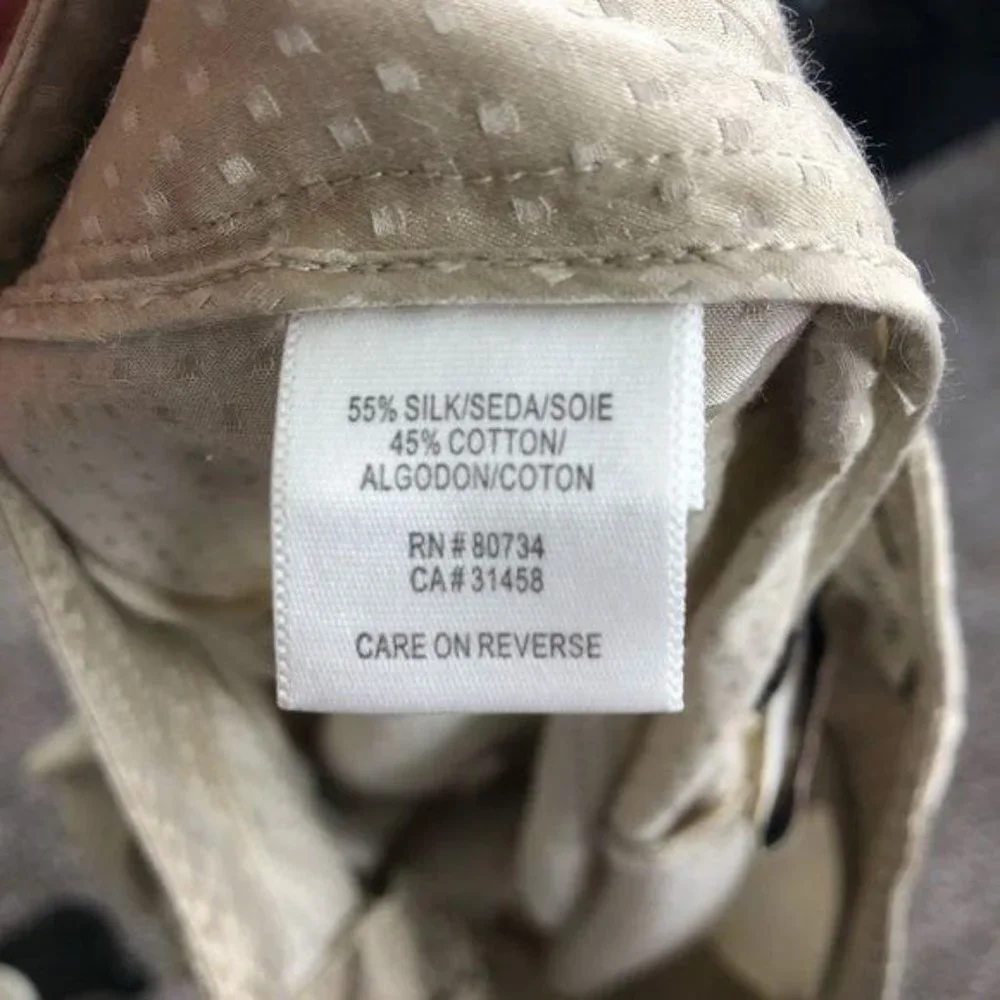 55% SILK/SEDA/SOIE
45% COTTON/
ALGODON/COTON
RN # 80734
CA# 31458
CARE ON REVERSE